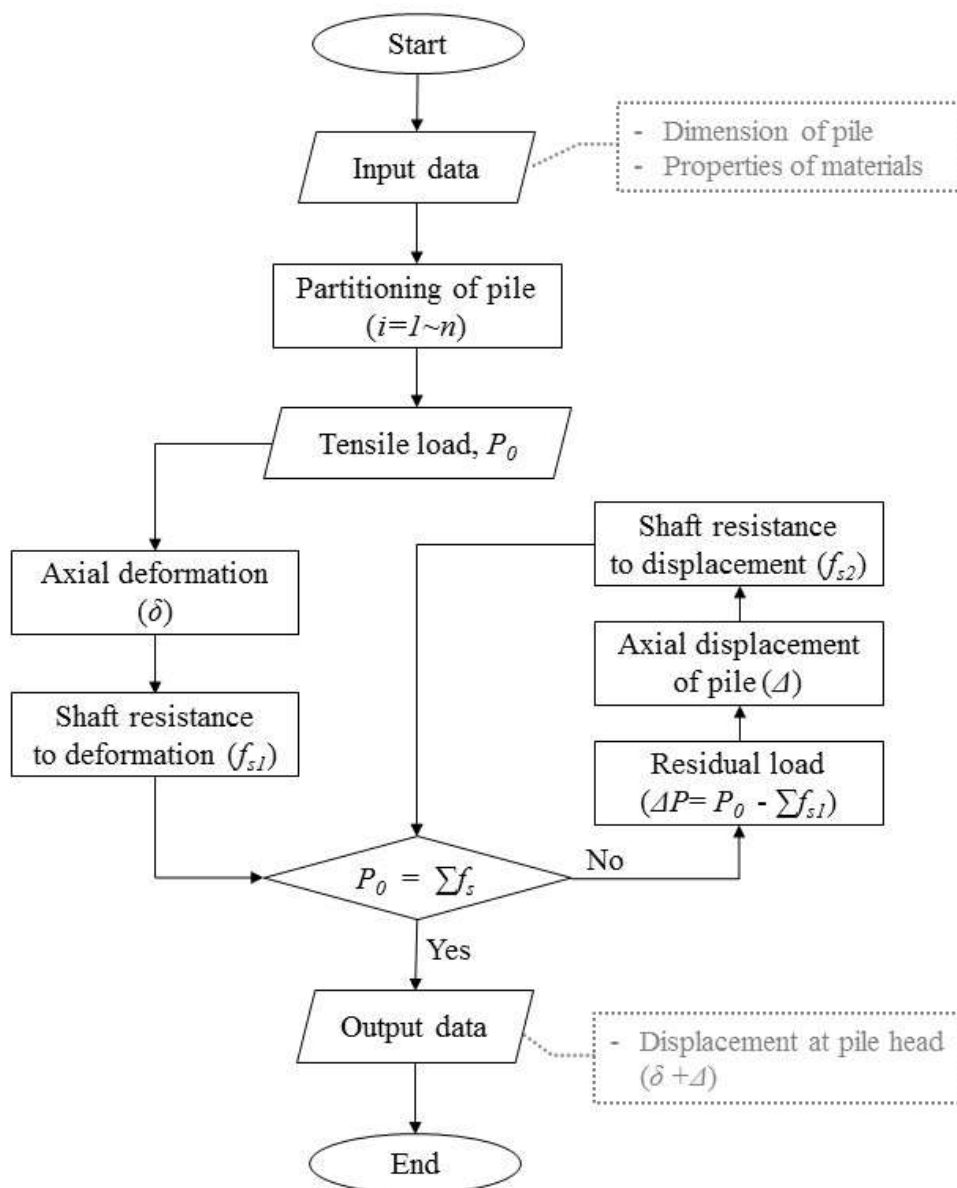 Start
Input data
- Dimension of pile
- Properties of materials
Partitioning of pile
(i=1~n)
Tensile load, P₀
Axial deformation
(δ)
Shaft resistance
to deformation (fₛ₁)
P₀ = ∑fₛ
No
Residual load
(ΔP= P₀ - ∑fₛ₁)
Axial displacement
of pile (Δ)
Shaft resistance
to displacement (fₛ₂)
Yes
Output data
- Displacement at pile head
(δ +Δ)
End